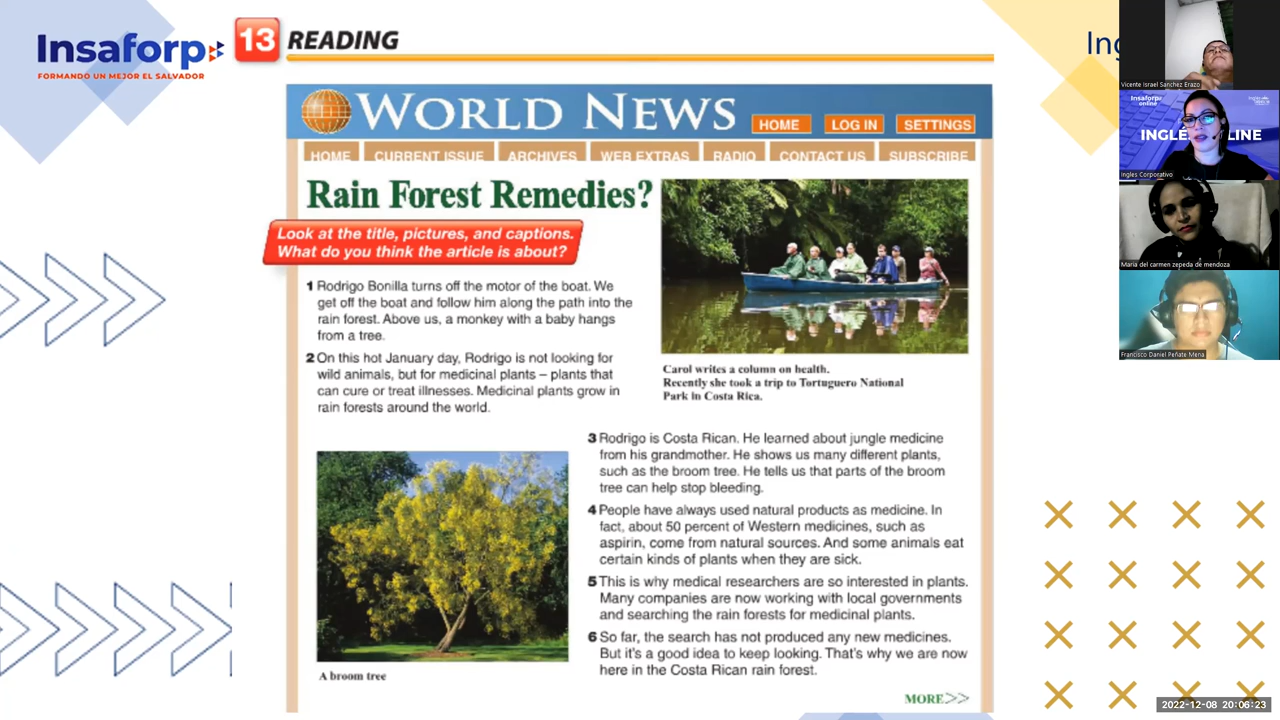 Insaforp
FORMANDO UN MEJOR EL SALVADOR
13 READING
WORLD NEWS
HOME LOG IN SETTINGS
HOME CURRENT ISSUE ARCHIVES WEB EXTRAS RADIO CONTACT US SUBSCRIBE
Rain Forest Remedies?
Look at the title, pictures, and captions.
What do you think the article is about?
1 Rodrigo Bonilla turns off the motor of the boat. We
get off the boat and follow him along the path into the
rain forest. Above us, a monkey with a baby hangs
from a tree.
2 On this hot January day, Rodrigo is not looking for
wild animals, but for medicinal plants – plants that
can cure or treat illnesses. Medicinal plants grow in
rain forests around the world.
Carol writes a column on health.
Recently she took a trip to Tortuguero National
Park in Costa Rica.
A broom tree
3 Rodrigo is Costa Rican. He learned about jungle medicine
from his grandmother. He shows us many different plants,
such as the broom tree. He tells us that parts of the broom
tree can help stop bleeding.
4 People have always used natural products as medicine. In
fact, about 50 percent of Western medicines, such as
aspirin, come from natural sources. And some animals eat
certain kinds of plants when they are sick.
5 This is why medical researchers are so interested in plants.
Many companies are now working with local governments
and searching the rain forests for medicinal plants.
6 So far, the search has not produced any new medicines.
But it's a good idea to keep looking. That's why we are now
here in the Costa Rican rain forest.
MORE>>
Vicente Israel Sanchez Erazo
Insaforp
online
Ingles Corporativo
Maria del carmen zepeda de mendoza
Francisco Daniel Peñate Mena
2022-12-08 20:06:23